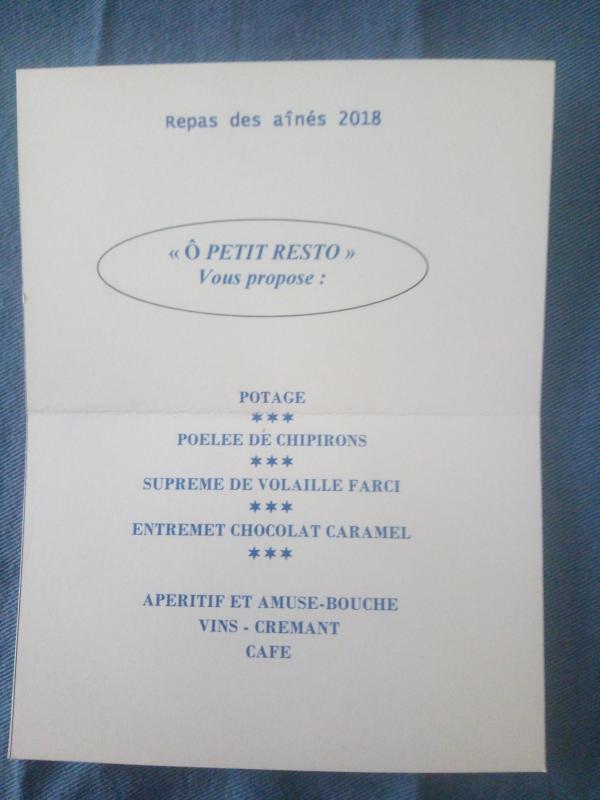 Repas des aînés 2018
« Ô PETIT RESTO »
Vous propose :
POTAGE
✶✶✶
POELEE DE CHIPIRONS
✶✶✶
SUPREME DE VOLAILLE FARCI
✶✶✶
ENTREMET CHOCOLAT CARAMEL
✶✶✶
APERITIF ET AMUSE-BOUCHE
VINS - CREMANT
CAFE